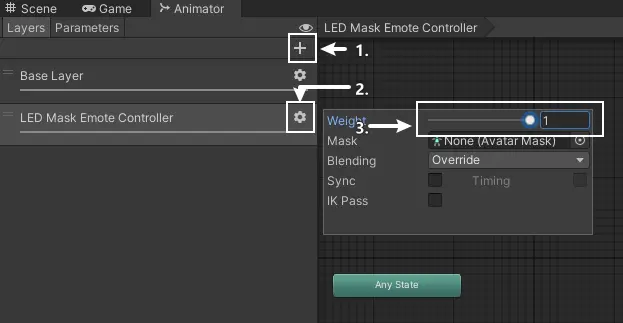 Scene Game Animator
Layers Parameters
LED Mask Emote Controller
1.
Base Layer
2.
LED Mask Emote Controller
Weight 1
3.
Mask None (Avatar Mask)
Blending Override
Sync Timing
IK Pass
Any State